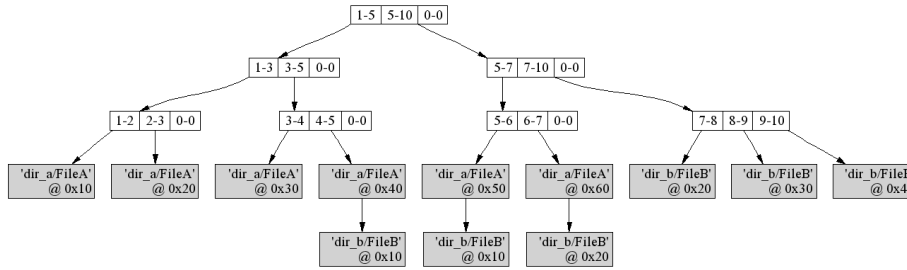 1-5 5-10 0-0
1-3 3-5 0-0
5-7 7-10 0-0
1-2 2-3 0-0
3-4 4-5 0-0
5-6 6-7 0-0
7-8 8-9 9-10
'dir_a/FileA'
@ 0x10
'dir_a/FileA'
@ 0x20
'dir_a/FileA'
@ 0x30
'dir_a/FileA'
@ 0x40
'dir_a/FileA'
@ 0x50
'dir_a/FileA'
@ 0x60
'dir_b/FileB'
@ 0x20
'dir_b/FileB'
@ 0x30
'dir_b/File
@ 0x4
'dir_b/FileB'
@ 0x10
'dir_b/FileB'
@ 0x10
'dir_b/FileB'
@ 0x20